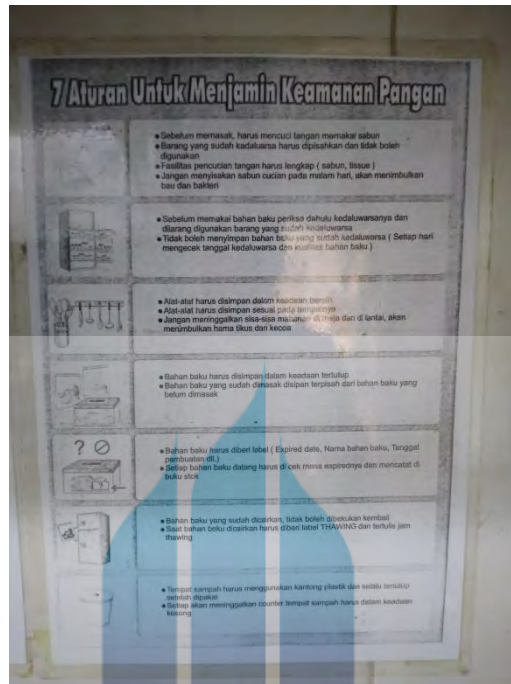 7 Aturan Untuk Menjamin Keamanan Pangan
● Sebelum memasak, harus mencuci tangan memakai sabun
● Barang yang sudah kadaluarsa harus dipisahkan dan tidak boleh
digunakan
● Fasilitas pencucian tangan harus lengkap ( sabun, tissue )
● Jangan menyisakan sabun cucian pada malam hari, akan menimbulkan
bau dan bakteri
● Sebelum memakai bahan baku periksa dahulu kedaluwarsanya dan
dilarang digunakan barang yang sudah kedaluwarsa
● Tidak boleh menyimpan bahan baku yang sudah kedaluwarsa ( Setiap hari
mengecek tanggal kedaluwarsa dan kualitas bahan baku )
● Alat-alat harus disimpan dalam keadaan bersih
● Alat-alat harus disimpan sesuai pada tempatnya
● Jangan meninggalkan sisa-sisa makanan di meja dan di lantai, akan
menimbulkan hama tikus dan kecoa
● Bahan baku harus disimpan dalam keadaan tertutup
● Bahan baku yang sudah dimasak disipan terpisah dari bahan baku yang
belum dimasak
?
● Bahan baku harus diberi label ( Expired date, Nama bahan baku, Tanggal
pembuatan dll.)
● Setiap bahan baku datang harus di cek masa expirednya dan mencatat di
buku stok
● Bahan baku yang sudah dicairkan, tidak boleh dibekukan kembali
● Saat bahan beku dicairkan harus diberi label THAWING dan tertulis jam
thawing
● Tempat sampah harus menggunakan kantong plastik dan selalu tertutup
setelah dipakai
● Setiap akan meninggalkan counter tempat sampah harus dalam keadaan
kosong